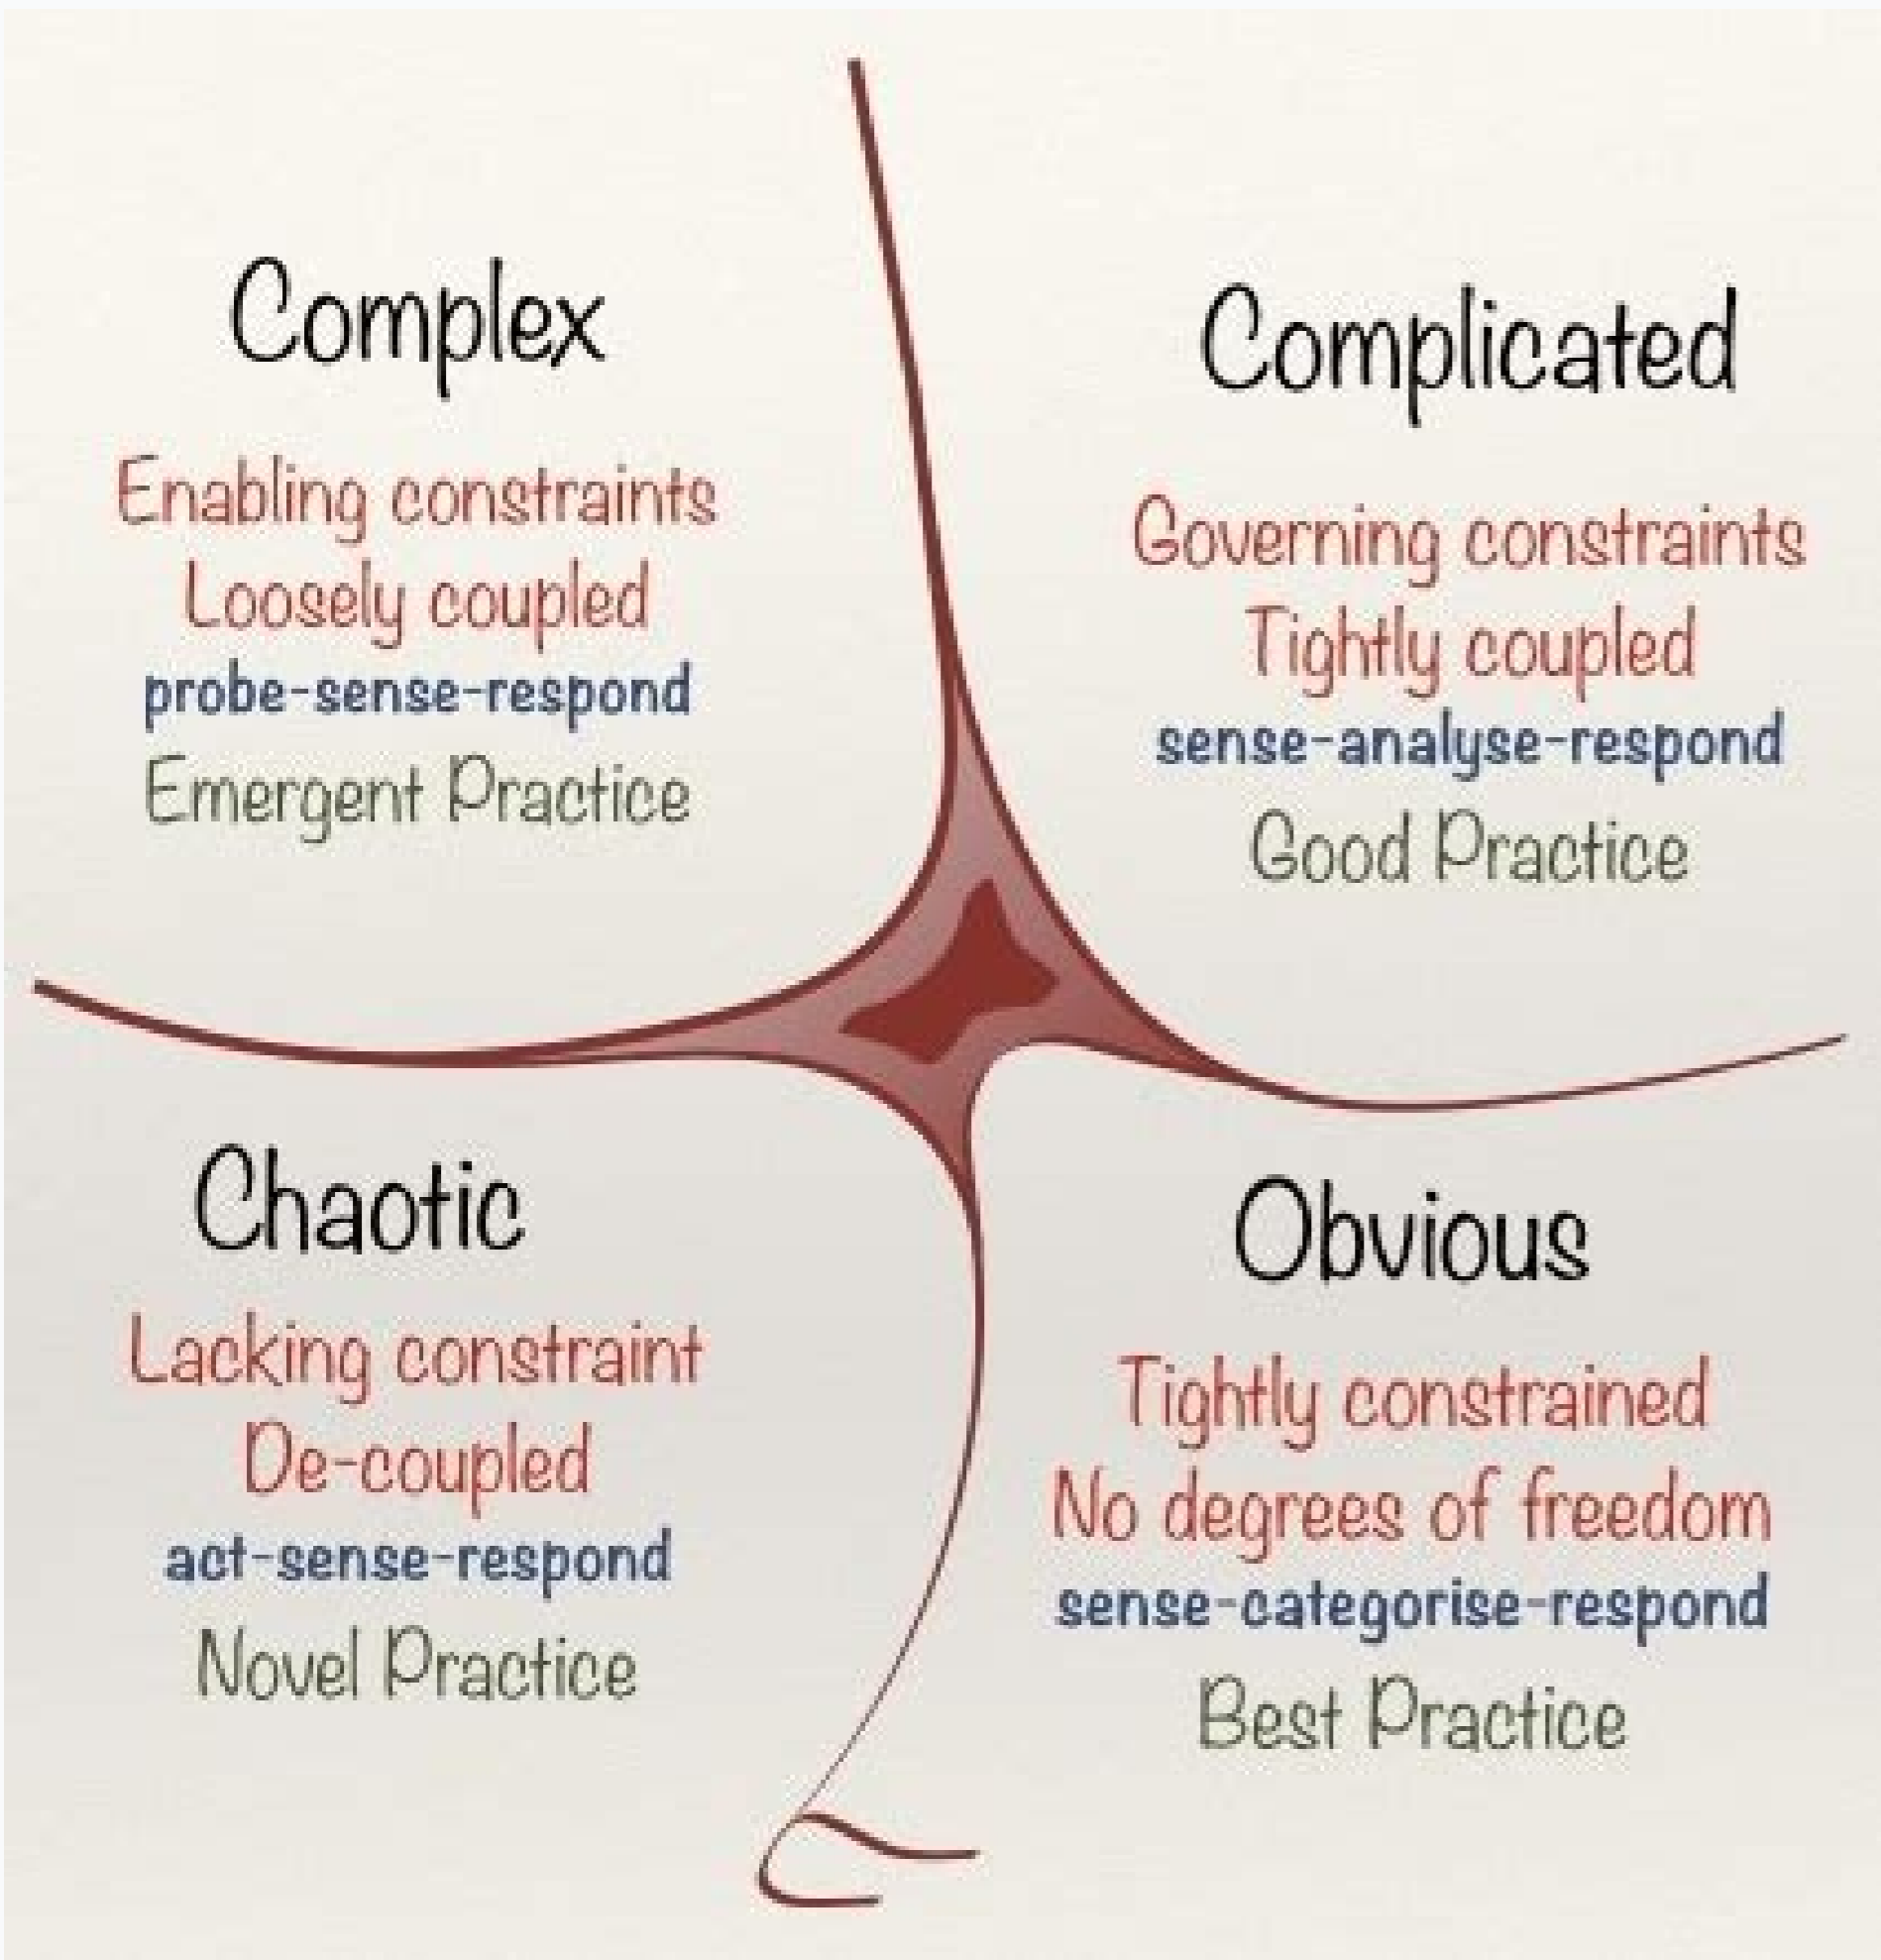 Complex
Enabling constraints
Loosely coupled
probe-sense-respond
Emergent Practice
Complicated
Governing constraints
Tightly coupled
sense-analyse-respond
Good Practice
Chaotic
Lacking constraint
De-coupled
act-sense-respond
Novel Practice
Obvious
Tightly constrained
No degrees of freedom
sense-categorise-respond
Best Practice